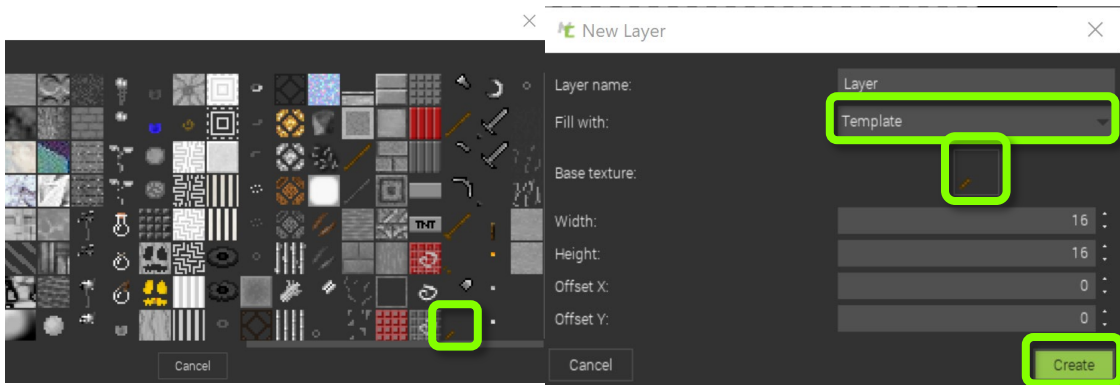 TNT
Cancel
New Layer
Layer name:
Layer
Fill with:
Template
Base texture:
Width:
16
Height:
16
Offset X:
0
Offset Y:
0
Cancel
Create